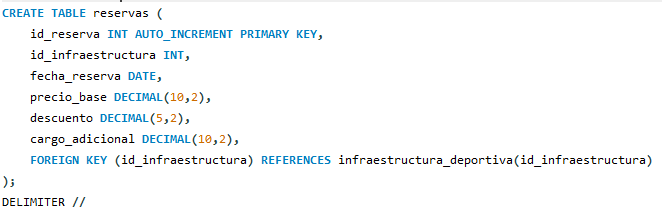 CREATE TABLE reservas (
    id_reserva INT AUTO_INCREMENT PRIMARY KEY,
    id_infraestructura INT,
    fecha_reserva DATE,
    precio_base DECIMAL(10,2),
    descuento DECIMAL(5,2),
    cargo_adicional DECIMAL(10,2),
    FOREIGN KEY (id_infraestructura) REFERENCES infraestructura_deportiva(id_infraestructura)
);
DELIMITER //